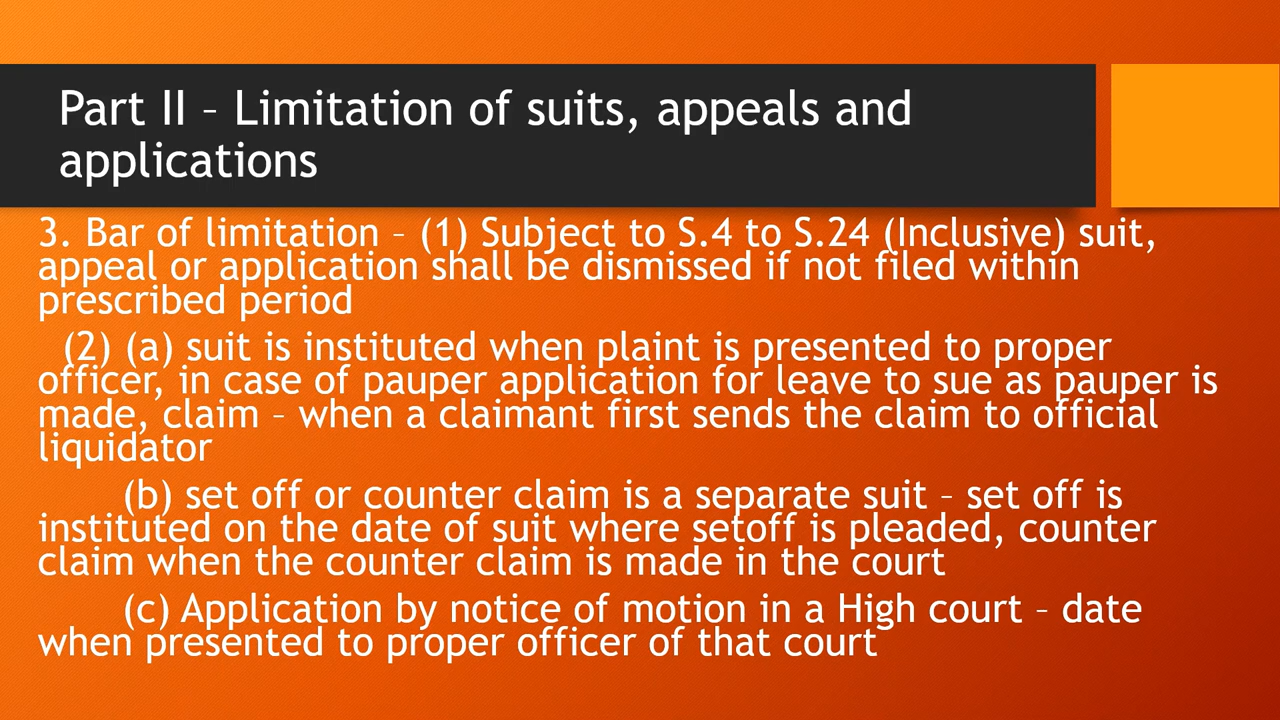 Part II – Limitation of suits, appeals and
applications
3. Bar of limitation – (1) Subject to S.4 to S.24 (Inclusive) suit,
appeal or application shall be dismissed if not filed within
prescribed period
(2) (a) suit is instituted when plaint is presented to proper
officer, in case of pauper application for leave to sue as pauper is
made, claim – when a claimant first sends the claim to official
liquidator
(b) set off or counter claim is a separate suit – set off is
instituted on the date of suit where setoff is pleaded, counter
claim when the counter claim is made in the court
(c) Application by notice of motion in a High court – date
when presented to proper officer of that court